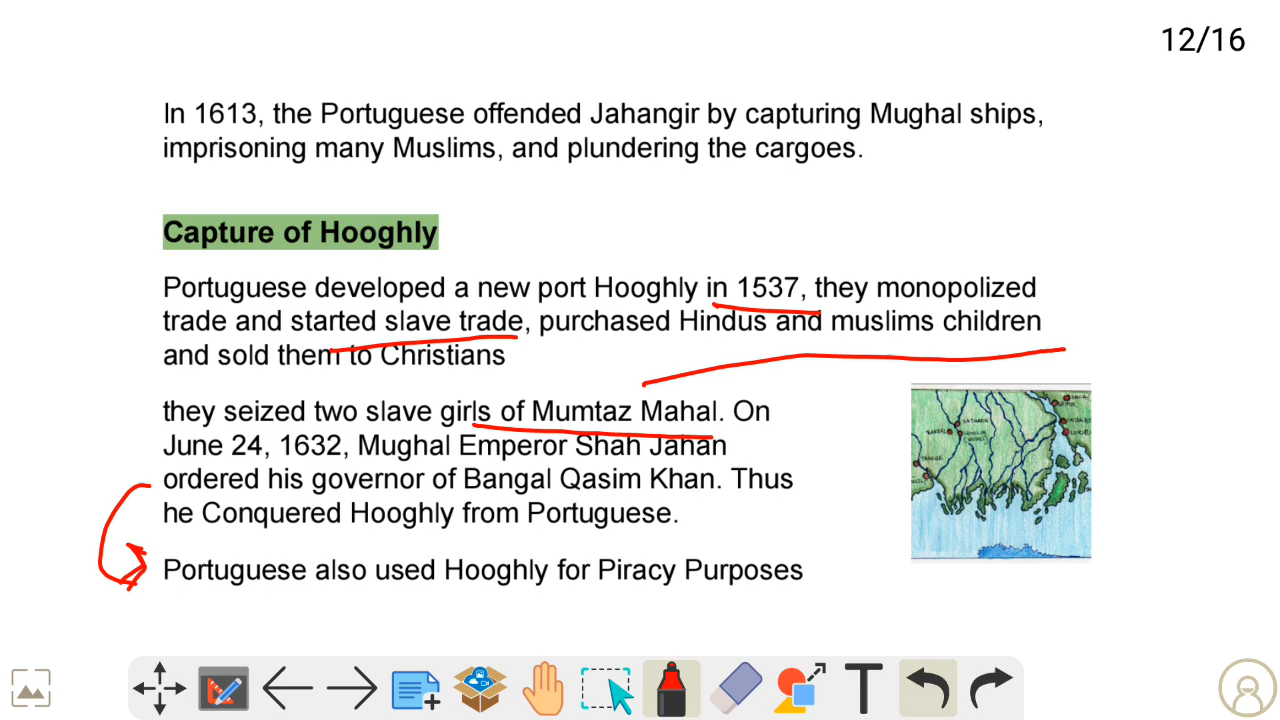 12/16
In 1613, the Portuguese offended Jahangir by capturing Mughal ships,
imprisoning many Muslims, and plundering the cargoes.
Capture of Hooghly
Portuguese developed a new port Hooghly in 1537, they monopolized
trade and started slave trade, purchased Hindus and muslims children
and sold them to Christians
they seized two slave girls of Mumtaz Mahal. On
June 24, 1632, Mughal Emperor Shah Jahan
ordered his governor of Bangal Qasim Khan. Thus
he Conquered Hooghly from Portuguese.
Portuguese also used Hooghly for Piracy Purposes